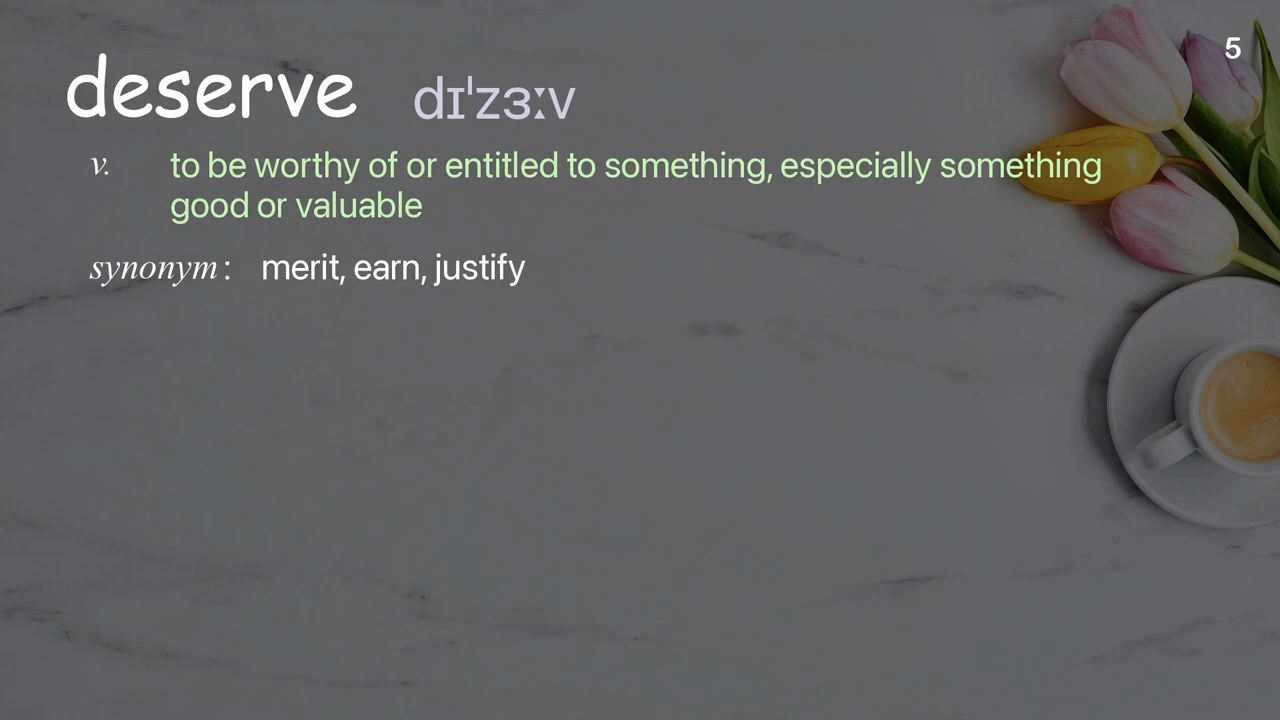 5
deserve dɪˈzɜːv
v. to be worthy of or entitled to something, especially something
good or valuable
synonym: merit, earn, justify